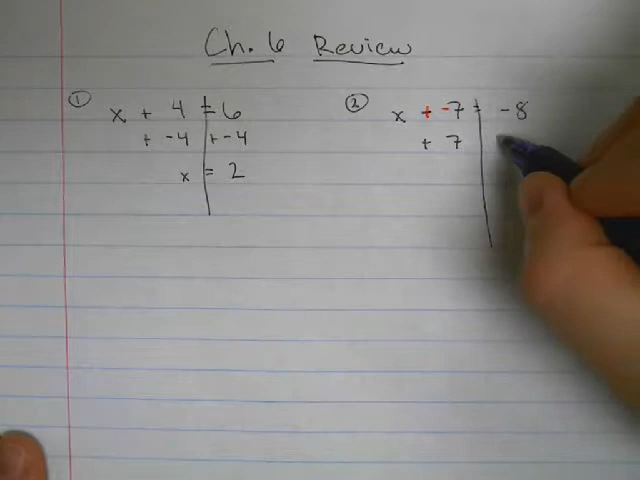 Ch. 6 Review
① x + 4 = 6
+ -4 + -4
x = 2
② x + -7 = -8
+ 7